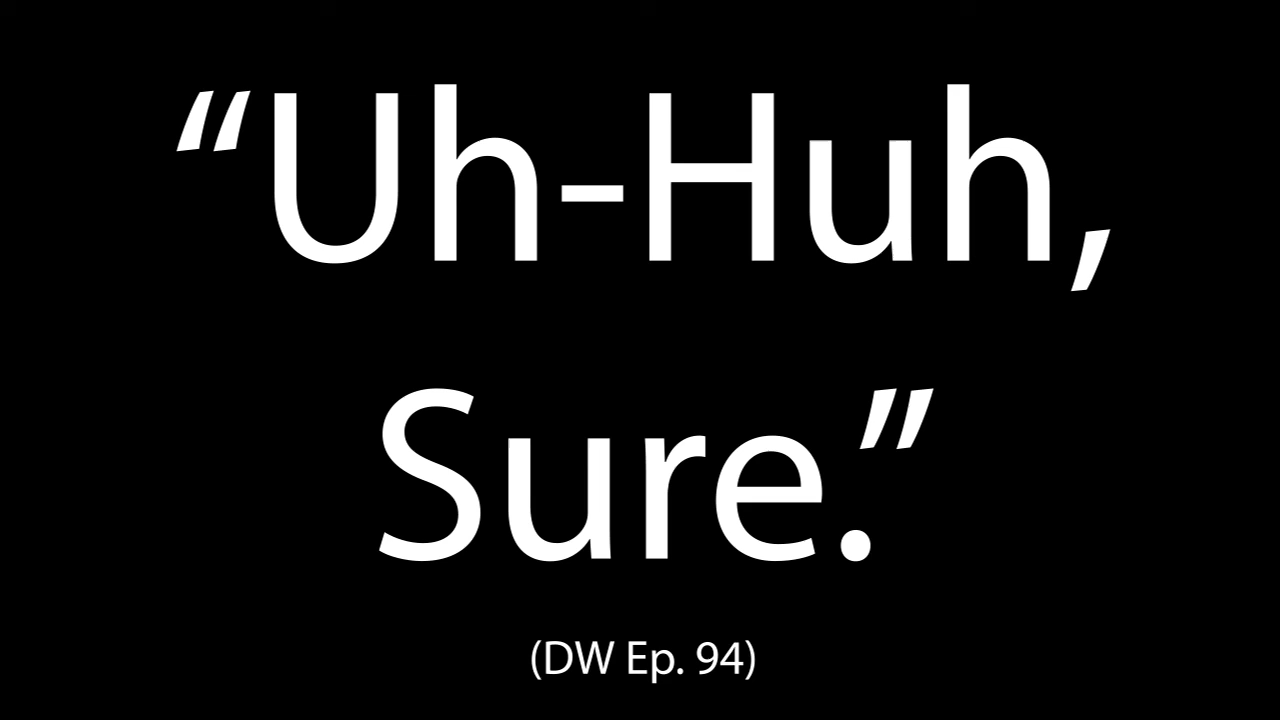 “Uh-Huh,
Sure.”
(DW Ep. 94)